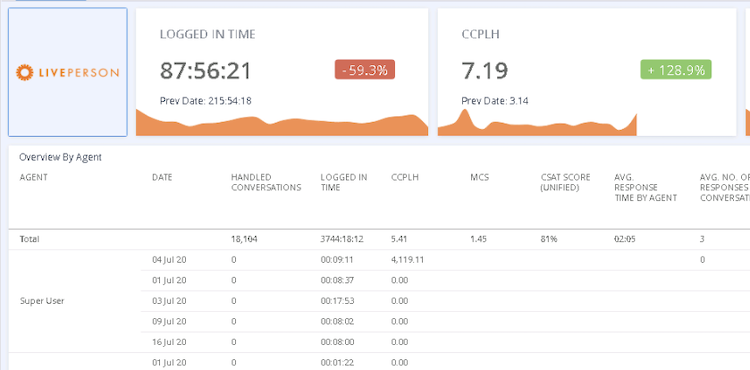 LIVEPERSON
LOGGED IN TIME
87:56:21
- 59.3%
Prev Date: 215:54:18
CCPLH
7.19
+ 128.9%
Prev Date: 3.14
Overview By Agent
AGENT DATE HANDLED CONVERSATIONS LOGGED IN TIME CCPLH MCS CSAT SCORE (UNIFIED) AVG. RESPONSE TIME BY AGENT AVG. NO. OF RESPONSES CONVERSATI
Total 18,164 3744:18:12 5.41 1.45 81% 02:05 3
04 Jul 20 0 00:09:11 4,119.11 0
01 Jul 20 0 00:08:37 0.00
Super User 03 Jul 20 0 00:17:53 0.00
09 Jul 20 0 00:08:02 0.00
16 Jul 20 0 00:08:00 0.00
01 Jul 20 0 00:01:22 0.00